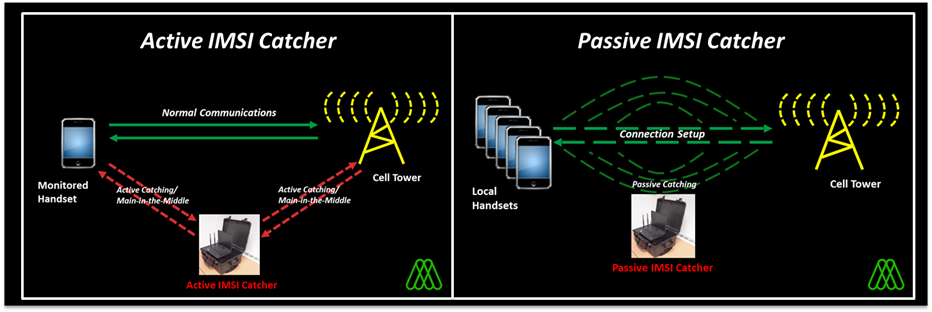 Active IMSI Catcher
Normal Communications
Monitored
Handset
Cell Tower
Active Catching/
Main-in-the-Middle
Active Catching/
Main-in-the-Middle
Active IMSI Catcher
Passive IMSI Catcher
Connection Setup
Local
Handsets
Cell Tower
Passive Catching
Passive IMSI Catcher